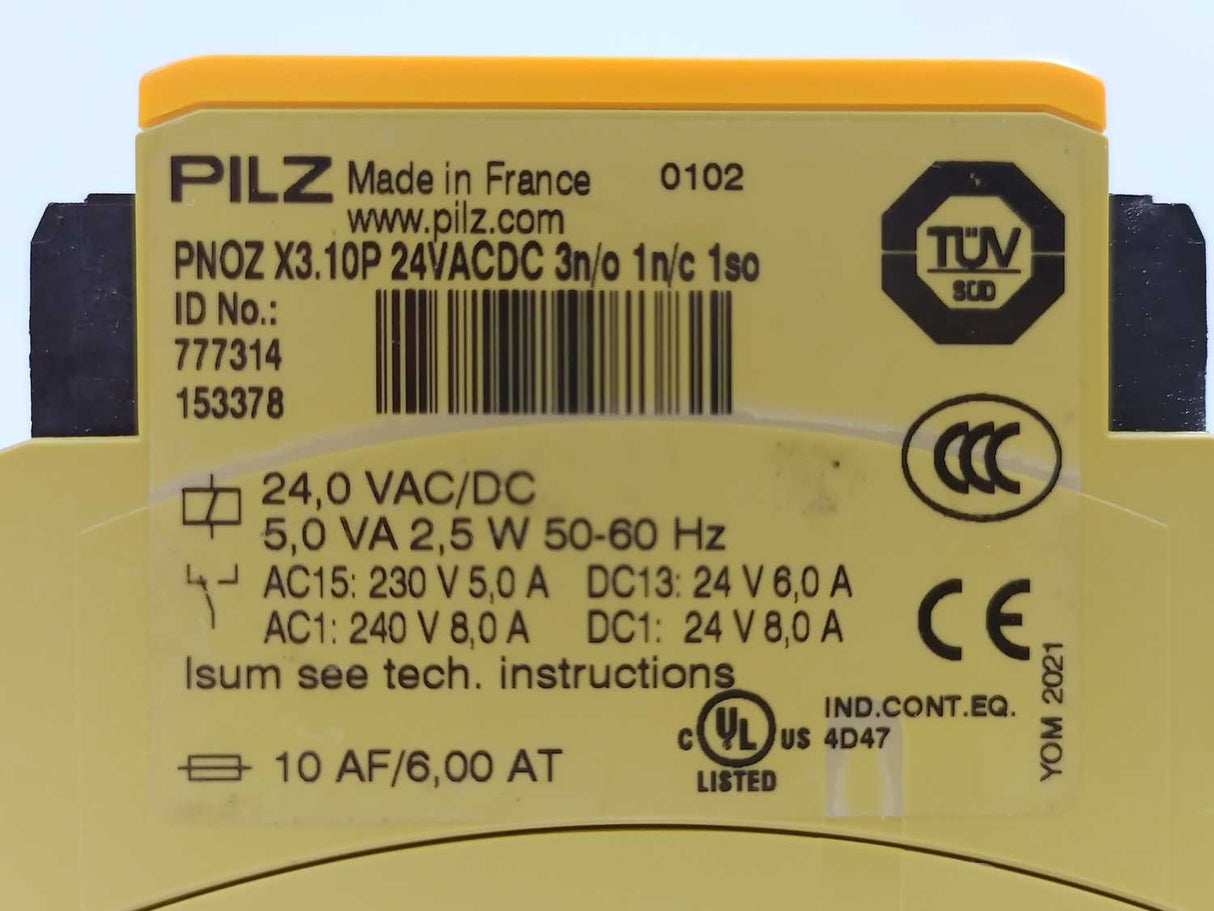 PILZ Made in France 0102
www.pilz.com
PNOZ X3.10P 24VACDC 3n/o 1n/c 1so
ID No.:
777314
153378
TÜV
SÜD
CCC
24,0 VAC/DC
5,0 VA 2,5 W 50-60 Hz
AC15: 230 V 5,0 A DC13: 24 V 6,0 A
AC1: 240 V 8,0 A DC1: 24 V 8,0 A
CE
Isum see tech. instructions
YOM 2021
C UL US IND.CONT.EQ.
4D47
LISTED
10 AF/6,00 AT